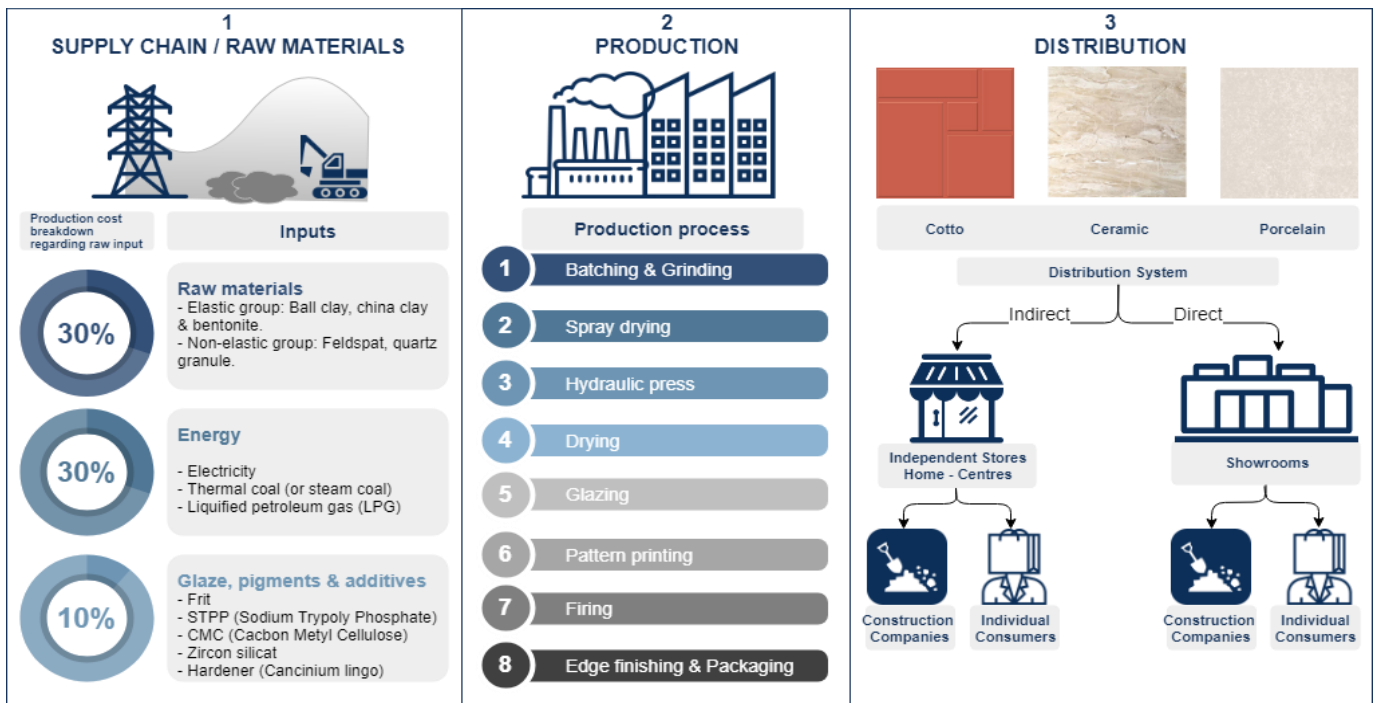 1
SUPPLY CHAIN / RAW MATERIALS
Production cost
breakdown
regarding raw input
Inputs
30%
Raw materials
- Elastic group: Ball clay, china clay
& bentonite.
- Non-elastic group: Feldspat, quartz
granule.
30%
Energy
- Electricity
- Thermal coal (or steam coal)
- Liquified petroleum gas (LPG)
10%
Glaze, pigments & additives
- Frit
- STPP (Sodium Trypoly Phosphate)
- CMC (Cacbon Metyl Cellulose)
- Zircon silicat
- Hardener (Cancinium lingo)
2
PRODUCTION
Production process
1 Batching & Grinding
2 Spray drying
3 Hydraulic press
4 Drying
5 Glazing
6 Pattern printing
7 Firing
8 Edge finishing & Packaging
3
DISTRIBUTION
Cotto Ceramic Porcelain
Distribution System
Indirect Direct
Independent Stores
Home - Centres
Showrooms
Construction
Companies
Individual
Consumers
Construction
Companies
Individual
Consumers